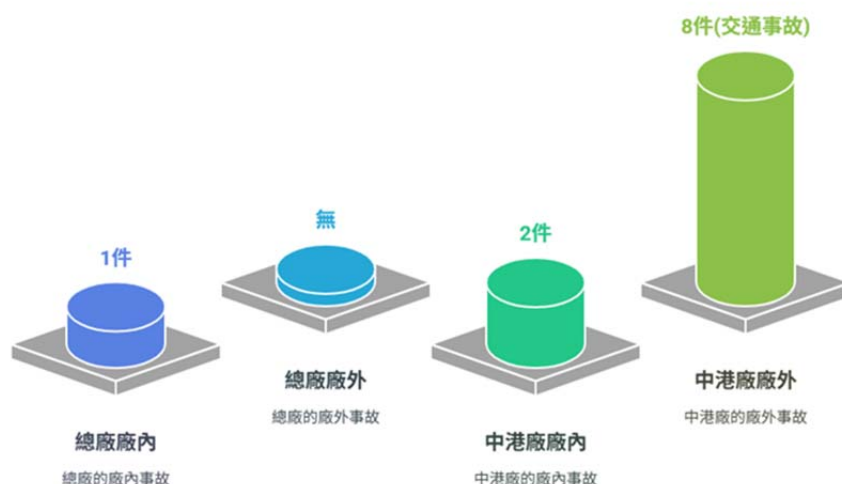 1件
總廠廠內
總廠的廠內事故
無
總廠廠外
總廠的廠外事故
2件
中港廠廠內
中港廠的廠內事故
8件(交通事故)
中港廠廠外
中港廠的廠外事故